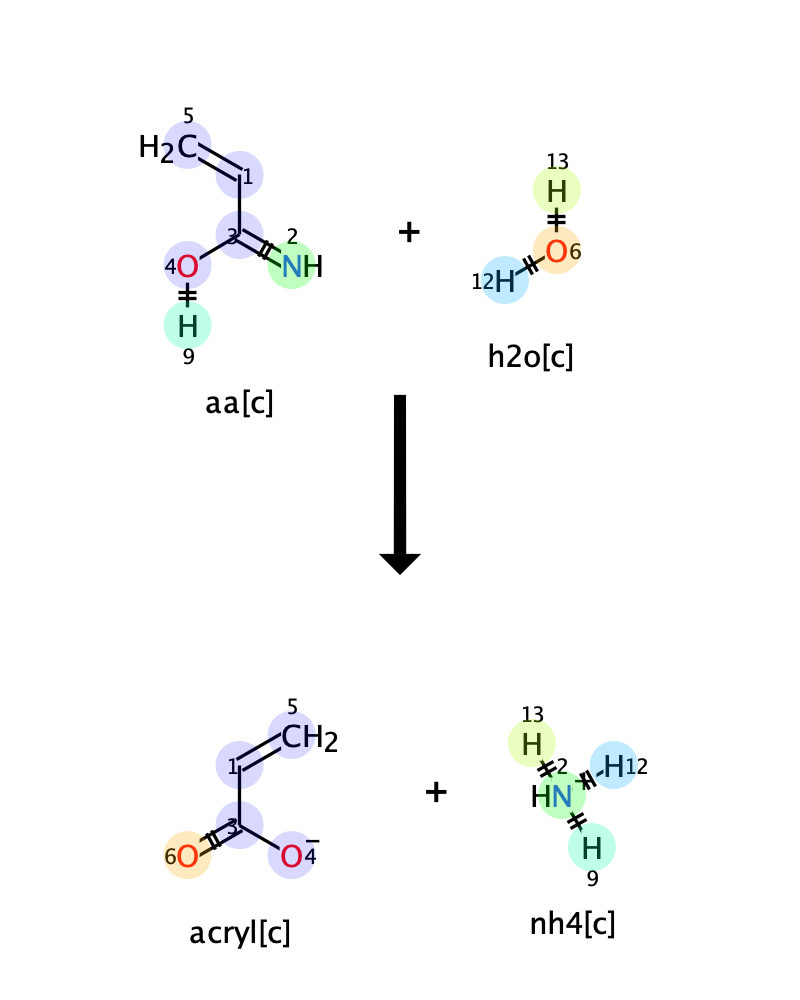 5
H2C
1
13
H
3
2
+
4O
NH
O6
12H
H
9
h2o[c]
aa[c]
5
CH2
13
H
1
2
H12
+
HN+
3
6O
O4−
H
9
acryl[c]
nh4[c]